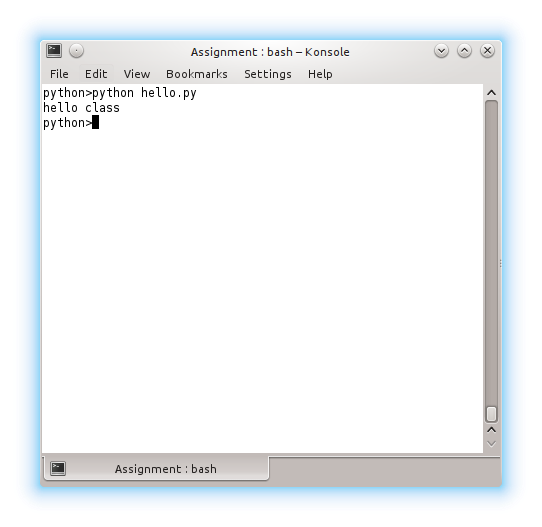 Assignment : bash – Konsole
File Edit View Bookmarks Settings Help
python>python hello.py
hello class
python>
Assignment : bash